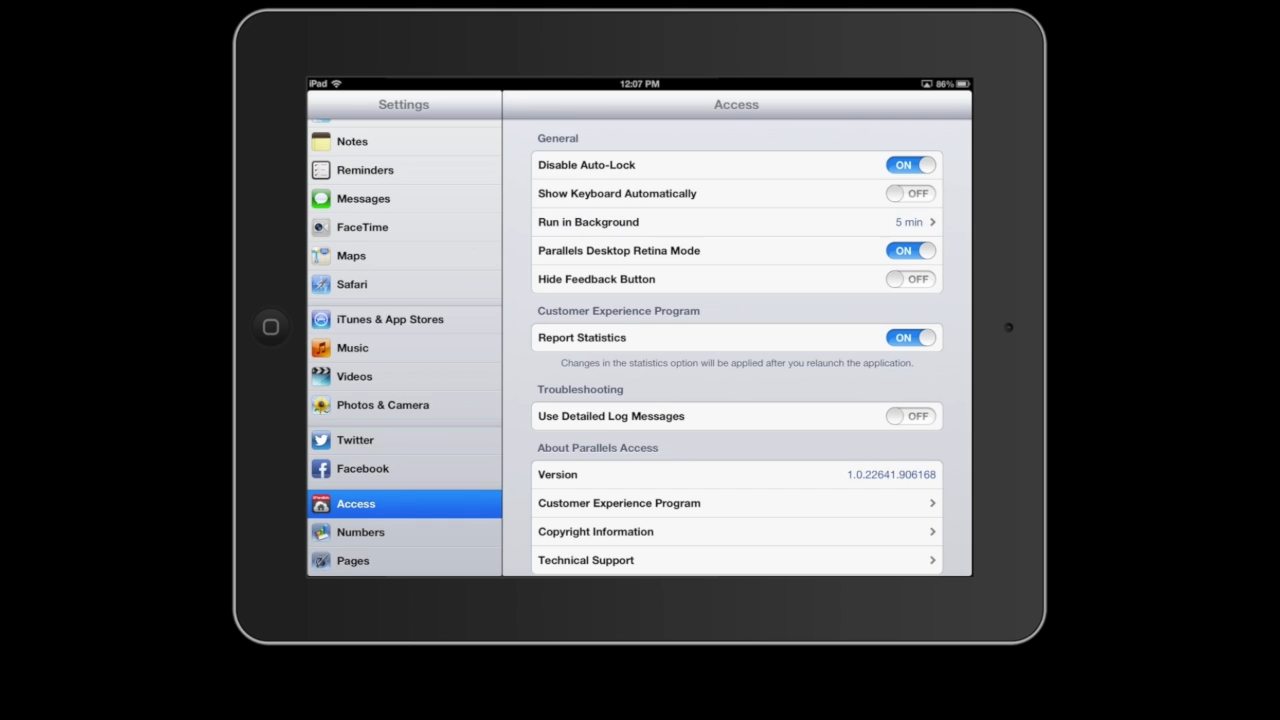 iPad
12:07 PM
86%
Settings
Access
Notes
Reminders
Messages
FaceTime
Maps
Safari
iTunes & App Stores
Music
Videos
Photos & Camera
Twitter
Facebook
Access
Numbers
Pages
General
Disable Auto-Lock ON
Show Keyboard Automatically OFF
Run in Background 5 min
Parallels Desktop Retina Mode ON
Hide Feedback Button OFF
Customer Experience Program
Report Statistics ON
Changes in the statistics option will be applied after you relaunch the application.
Troubleshooting
Use Detailed Log Messages OFF
About Parallels Access
Version 1.0.22641.906168
Customer Experience Program
Copyright Information
Technical Support